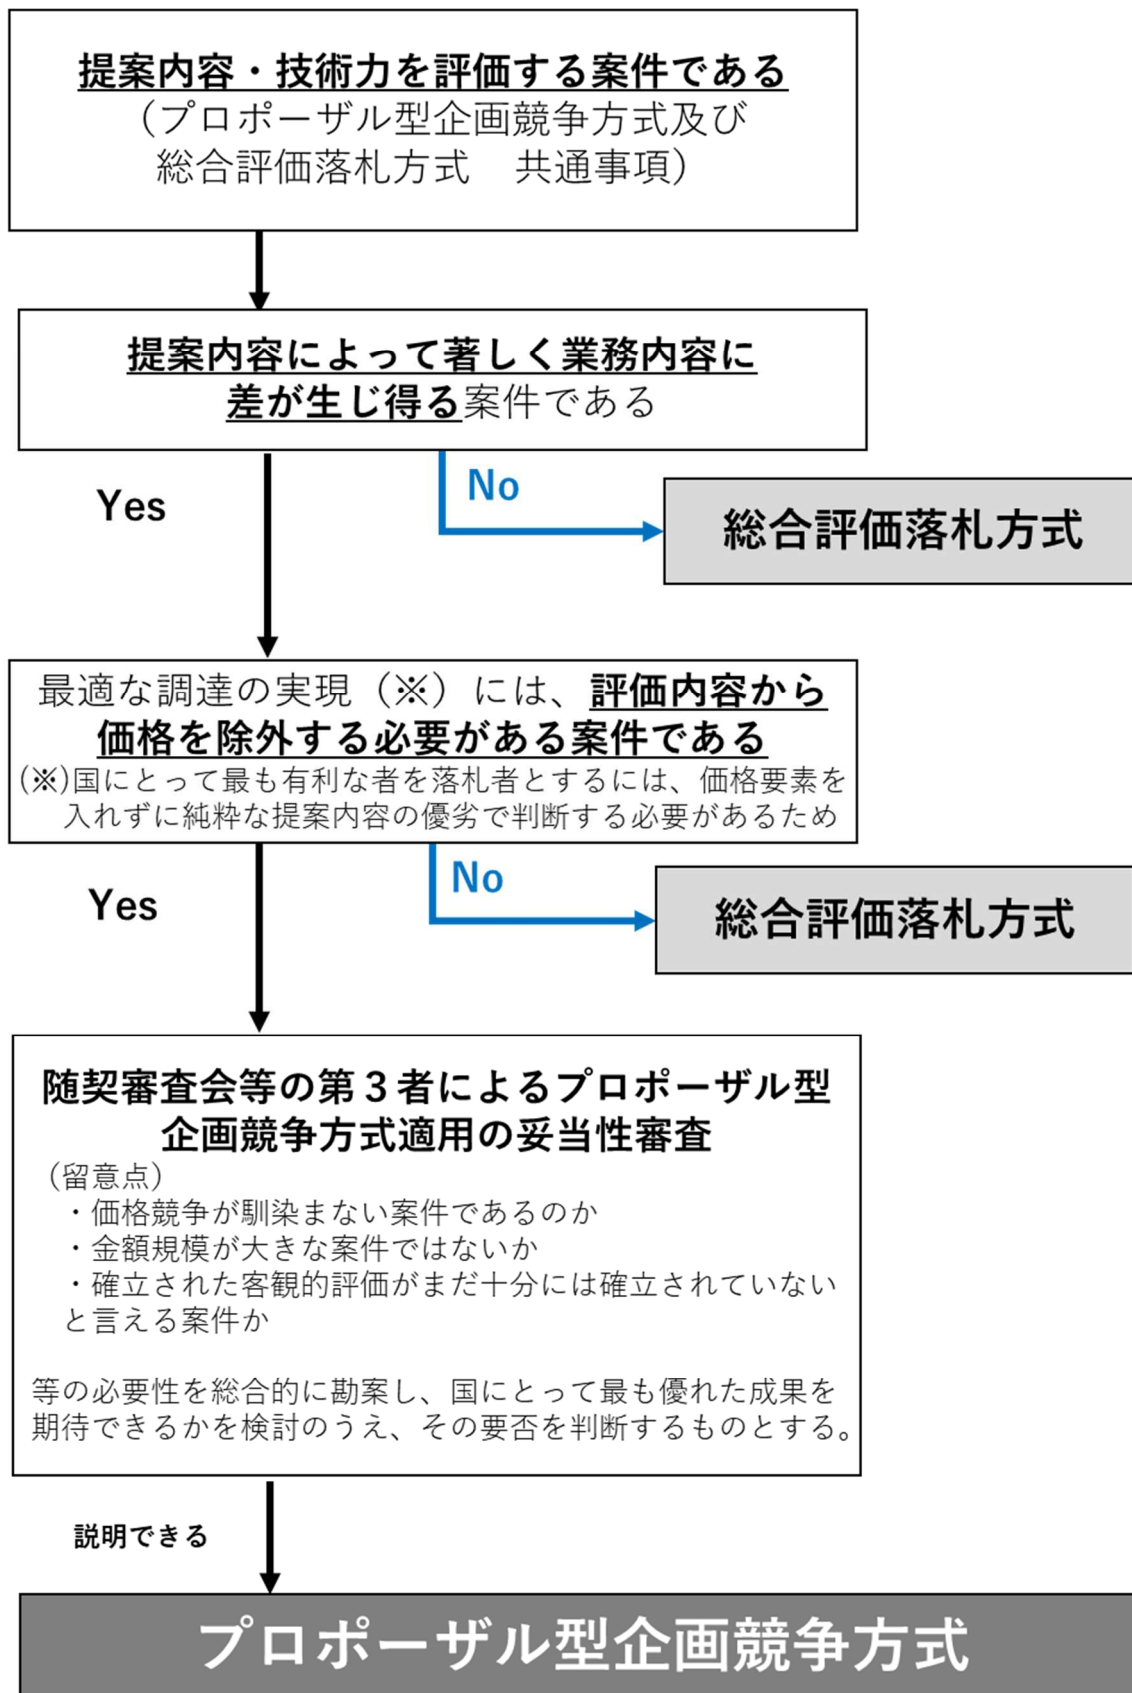 提案内容・技術力を評価する案件である
（プロポーザル型企画競争方式及び
総合評価落札方式　共通事項）
提案内容によって著しく業務内容に
差が生じ得る案件である
Yes
No
総合評価落札方式
最適な調達の実現（※）には、評価内容から
価格を除外する必要がある案件である
(※)国にとって最も有利な者を落札者とするには、価格要素を
入れずに純粋な提案内容の優劣で判断する必要があるため
Yes
No
総合評価落札方式
随契審査会等の第３者によるプロポーザル型
企画競争方式適用の妥当性審査
（留意点）
・価格競争が馴染まない案件であるのか
・金額規模が大きな案件ではないか
・確立された客観的評価がまだ十分には確立されていない
と言える案件か
等の必要性を総合的に勘案し、国にとって最も優れた成果を
期待できるかを検討のうえ、その要否を判断するものとする。
説明できる
プロポーザル型企画競争方式